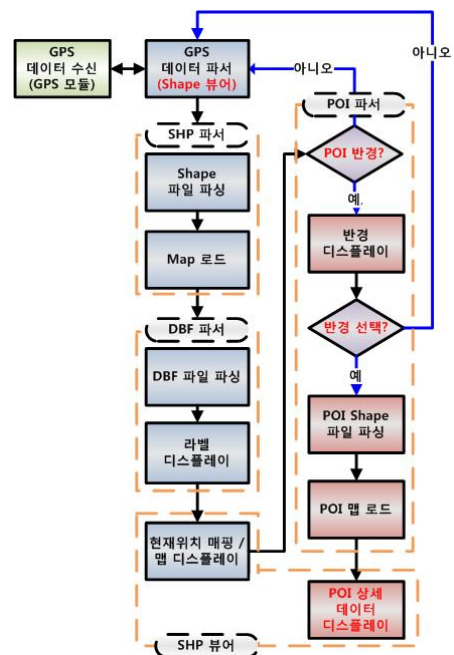 GPS
데이터 수신
(GPS 모듈)
GPS
데이터 파서
(Shape 뷰어)
아니오
아니오
SHP 파서
Shape
파일 파싱
Map 로드
DBF 파서
DBF 파일 파싱
라벨
디스플레이
현재위치 매핑 /
맵 디스플레이
POI 파서
POI 반경?
예.
반경
디스플레이
반경 선택?
예
POI Shape
파일 파싱
POI 맵 로드
POI 상세
데이터
디스플레이
SHP 뷰어